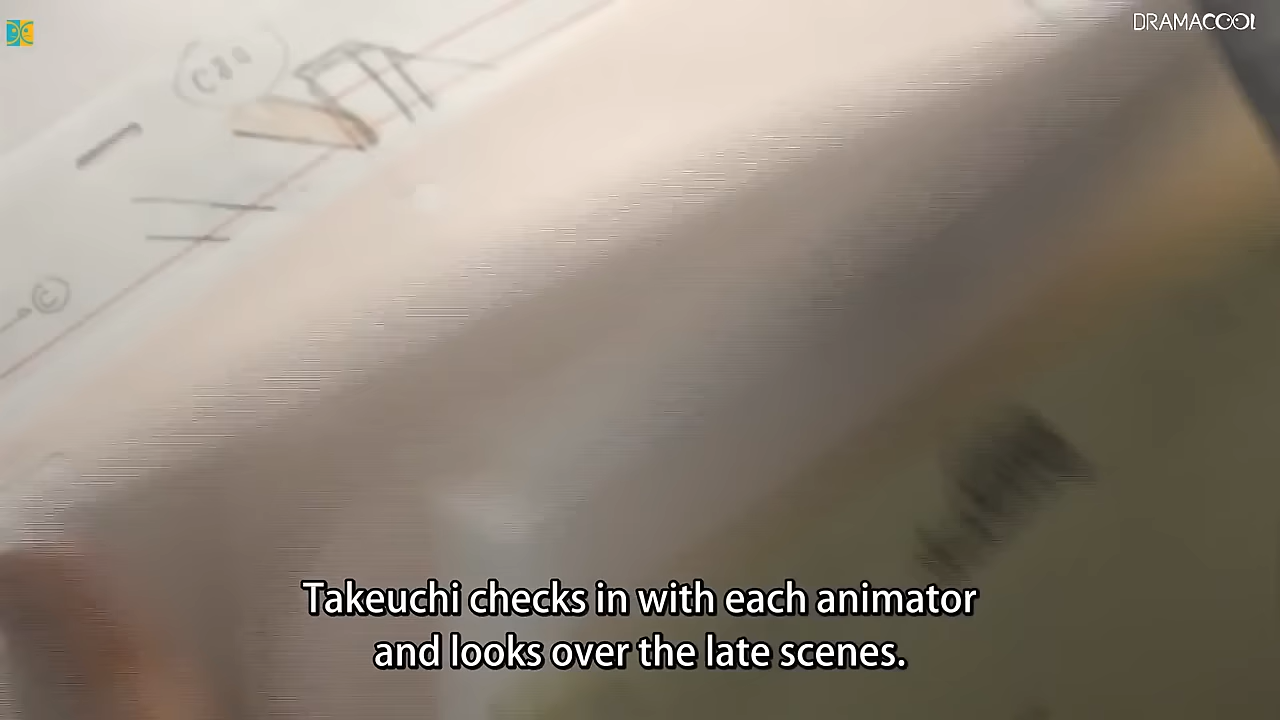 DRAMACOOL
C
Takeuchi checks in with each animator
and looks over the late scenes.